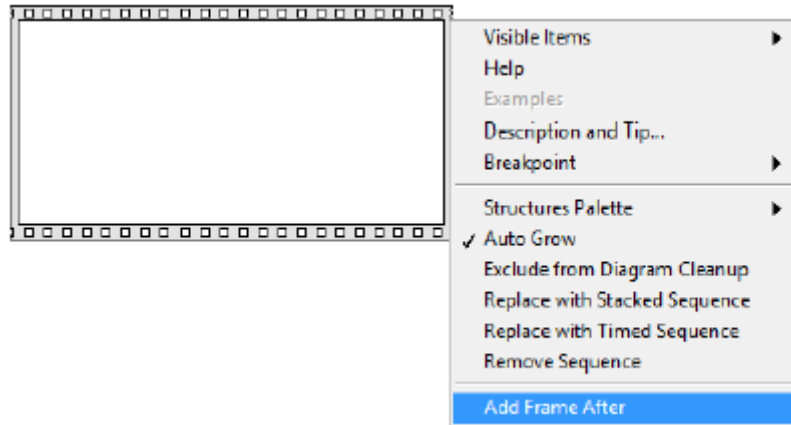 Visible Items
Help
Examples
Description and Tip...
Breakpoint
Structures Palette
Auto Grow
Exclude from Diagram Cleanup
Replace with Stacked Sequence
Replace with Timed Sequence
Remove Sequence
Add Frame After